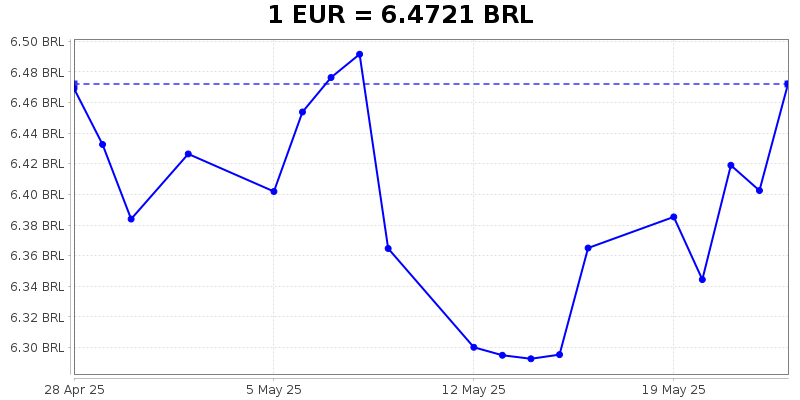 1 EUR = 6.4721 BRL
6.50 BRL
6.48 BRL
6.46 BRL
6.44 BRL
6.42 BRL
6.40 BRL
6.38 BRL
6.36 BRL
6.34 BRL
6.32 BRL
6.30 BRL
28 Apr 25
5 May 25
12 May 25
19 May 25